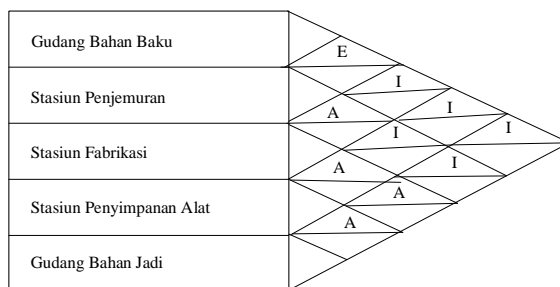 Gudang Bahan Baku
E
I
Stasiun Penjemuran
I
A
I
I
Stasiun Fabrikasi
I
A
A
Stasiun Penyimpanan Alat
A
Gudang Bahan Jadi